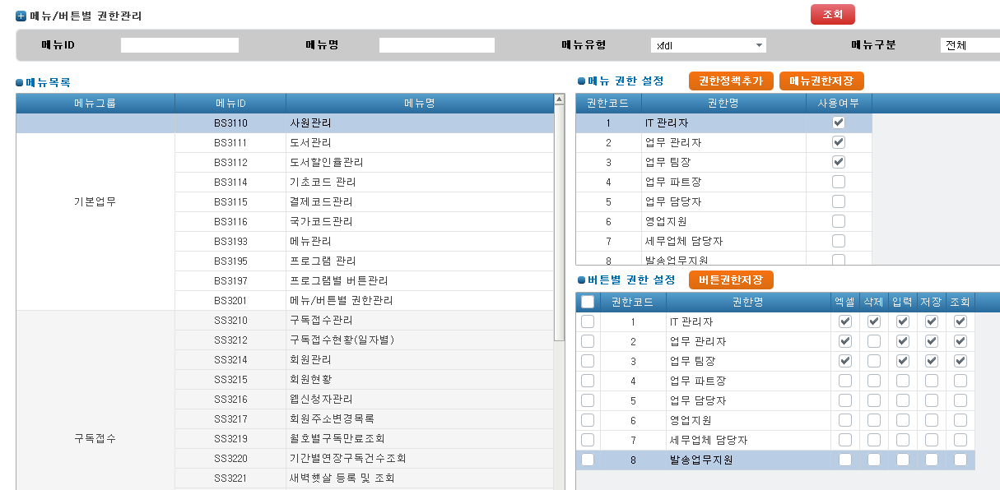 메뉴/버튼별 권한관리
조회
메뉴ID 메뉴명 메뉴유형 xfdl 메뉴구분 전체
메뉴목록
메뉴그룹 메뉴ID 메뉴명
BS3110 사원관리
기본업무
BS3111 도서관리
BS3112 도서할인율관리
BS3114 기초코드 관리
BS3115 결제코드관리
BS3116 국가코드관리
BS3193 메뉴관리
BS3195 프로그램 관리
BS3197 프로그램별 버튼관리
BS3201 메뉴/버튼별 권한관리
구독접수
SS3210 구독접수관리
SS3212 구독접수현황(일자별)
SS3214 회원관리
SS3215 회원현황
SS3216 웹신청자관리
SS3217 회원주소변경목록
SS3219 월호별구독만료조회
SS3220 기간별연장구독건수조회
SS3221 새벽햇살 등록 및 조회
메뉴 권한 설정 권한정책추가 메뉴권한저장
권한코드 권한명 사용여부
1 IT 관리자
2 업무 관리자
3 업무 팀장
4 업무 파트장
5 업무 담당자
6 영업지원
7 세무업체 담당자
8 발송업무지원
버튼별 권한 설정 버튼권한저장
권한코드 권한명 엑셀 삭제 입력 저장 조회
1 IT 관리자
2 업무 관리자
3 업무 팀장
4 업무 파트장
5 업무 담당자
6 영업지원
7 세무업체 담당자
8 발송업무지원